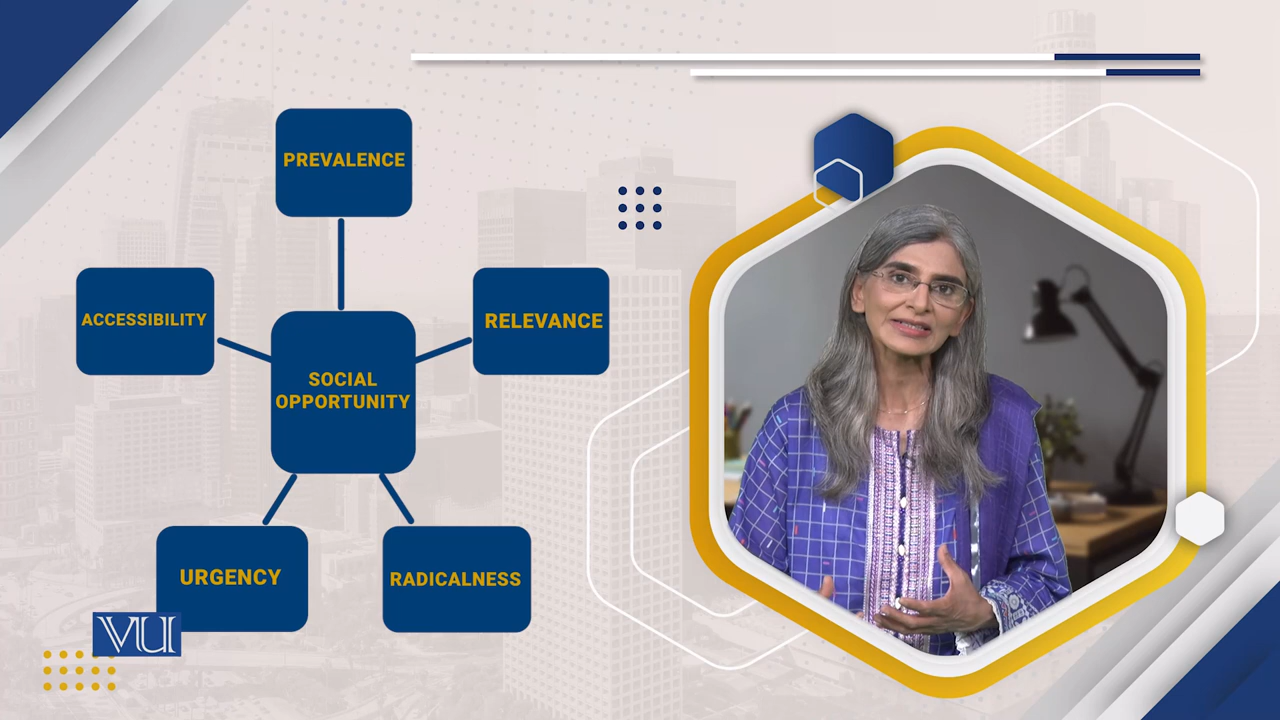 PREVALENCE
ACCESSIBILITY
RELEVANCE
SOCIAL
OPPORTUNITY
URGENCY
RADICALNESS
VU